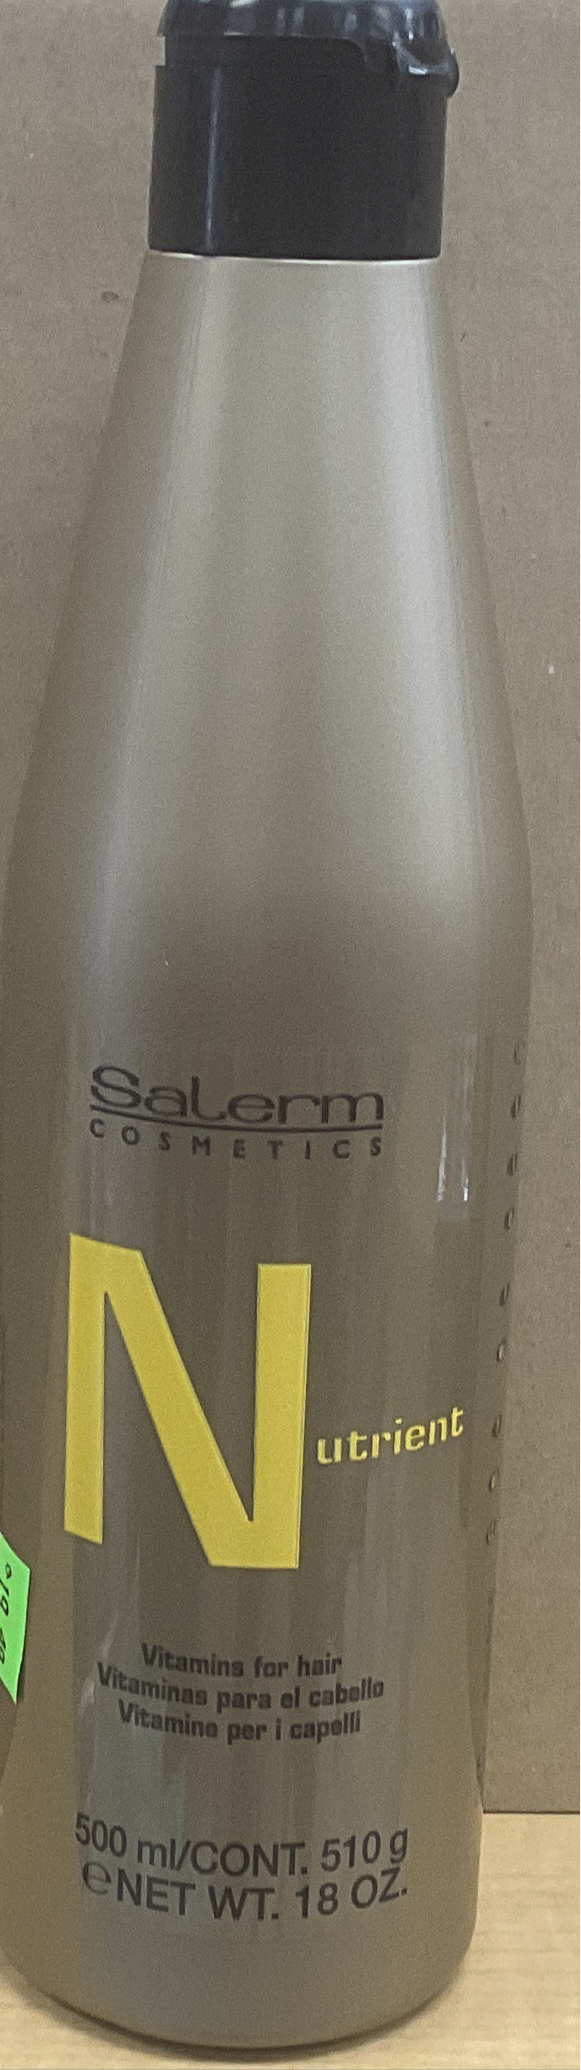 Salerm
COSMETICS
Nutrient
Vitamins for hair
Vitaminas para el cabello
Vitamine per i capelli
500 ml/CONT. 510 g
℮NET WT. 18 OZ.